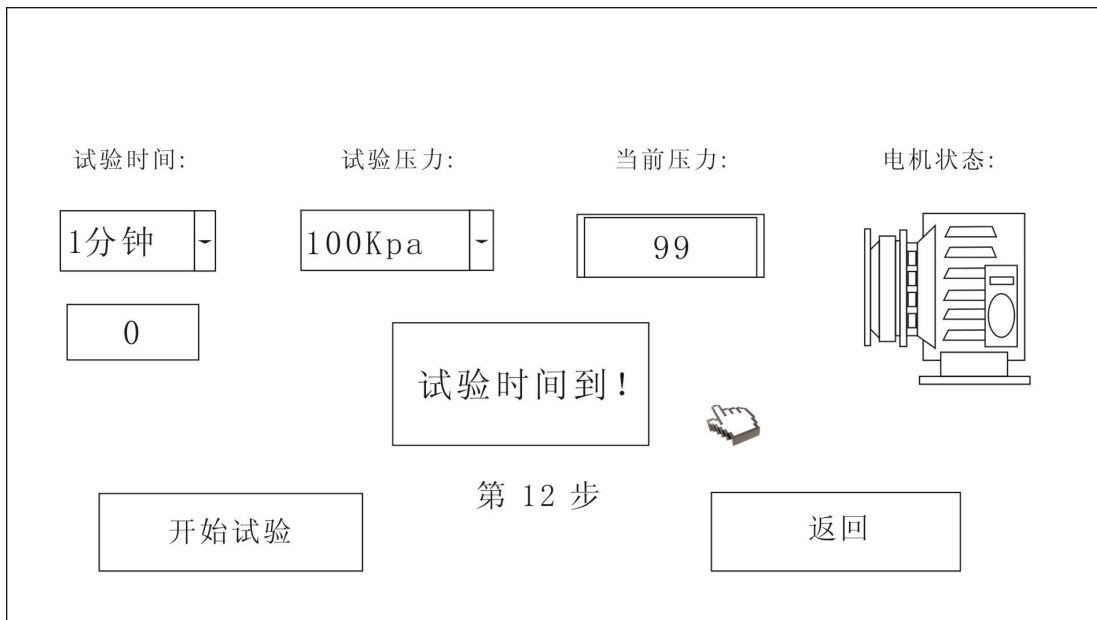 试验时间:
试验压力:
当前压力:
电机状态:
1分钟
100Kpa
99
0
试验时间到!
第 12 步
开始试验
返回